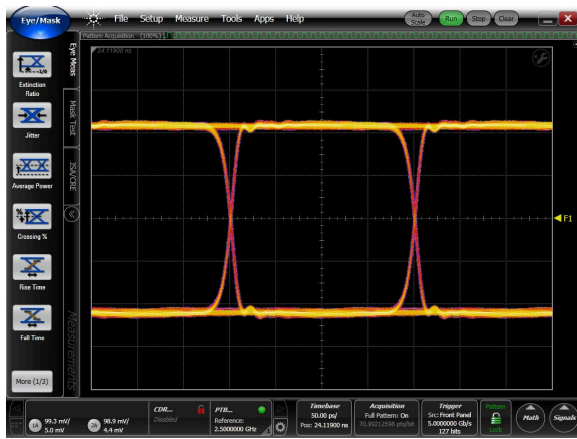 Eye/Mask
File Setup Measure Tools Apps Help
Auto Scale
Run Stop Clear
Pattern Acquisition (100%)
24.11900 ns
Eye Meas
Mask Test
JSA/CRE
Extinction
Ratio
Jitter
Average Power
Crossing %
Rise Time
Fall Time
More (1/3)
Measurements
F1
1A 99.3 mV/
5.0 mV
2A 98.9 mV/
4.4 mV
CDR...
Disabled
PTB...
Reference:
2.5000000 GHz
Timebase
50.00 ps/
Pos: 24.11900 ns
Acquisition
Full Pattern: On
70.99212598 pts/bit
Trigger
Src: Front Panel
5.0000000 Gb/s
127 bits
Pattern
Lock
Math
Signals